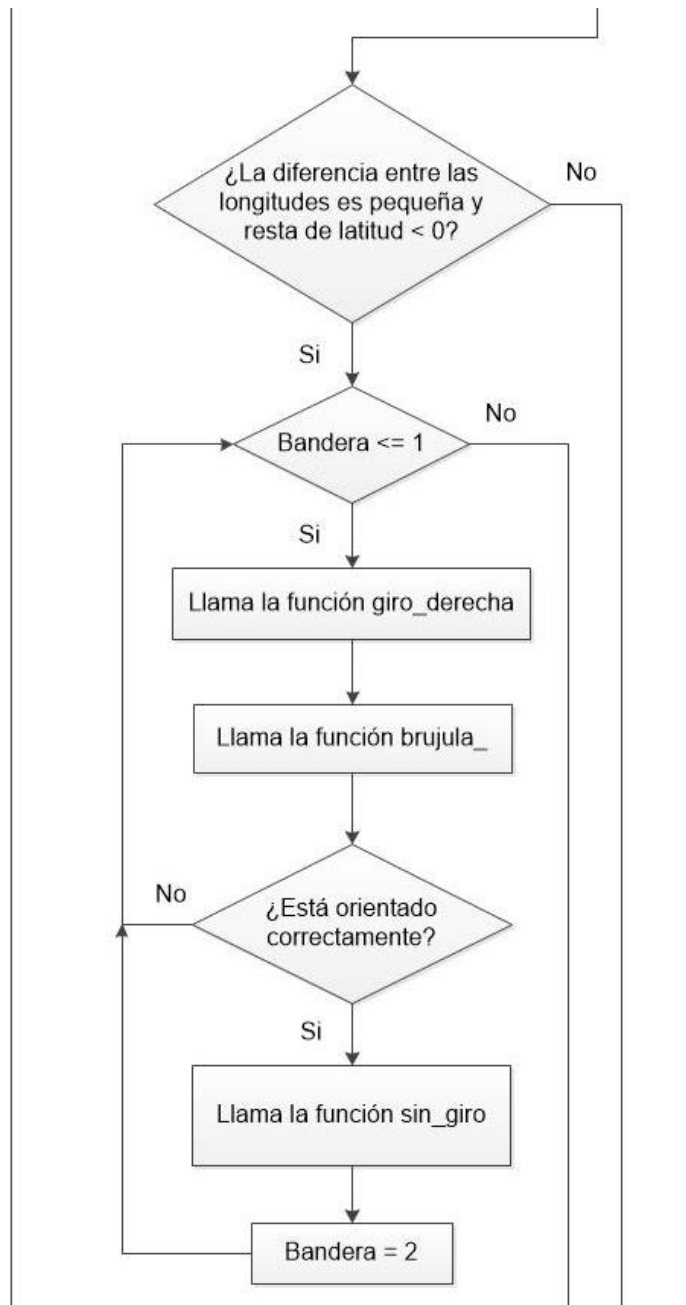 ¿La diferencia entre las
longitudes es pequeña y
resta de latitud < 0?
No
Si
Bandera <= 1
No
Si
Llama la función giro_derecha
Llama la función brujula_
No
¿Está orientado
correctamente?
Si
Llama la función sin_giro
Bandera = 2